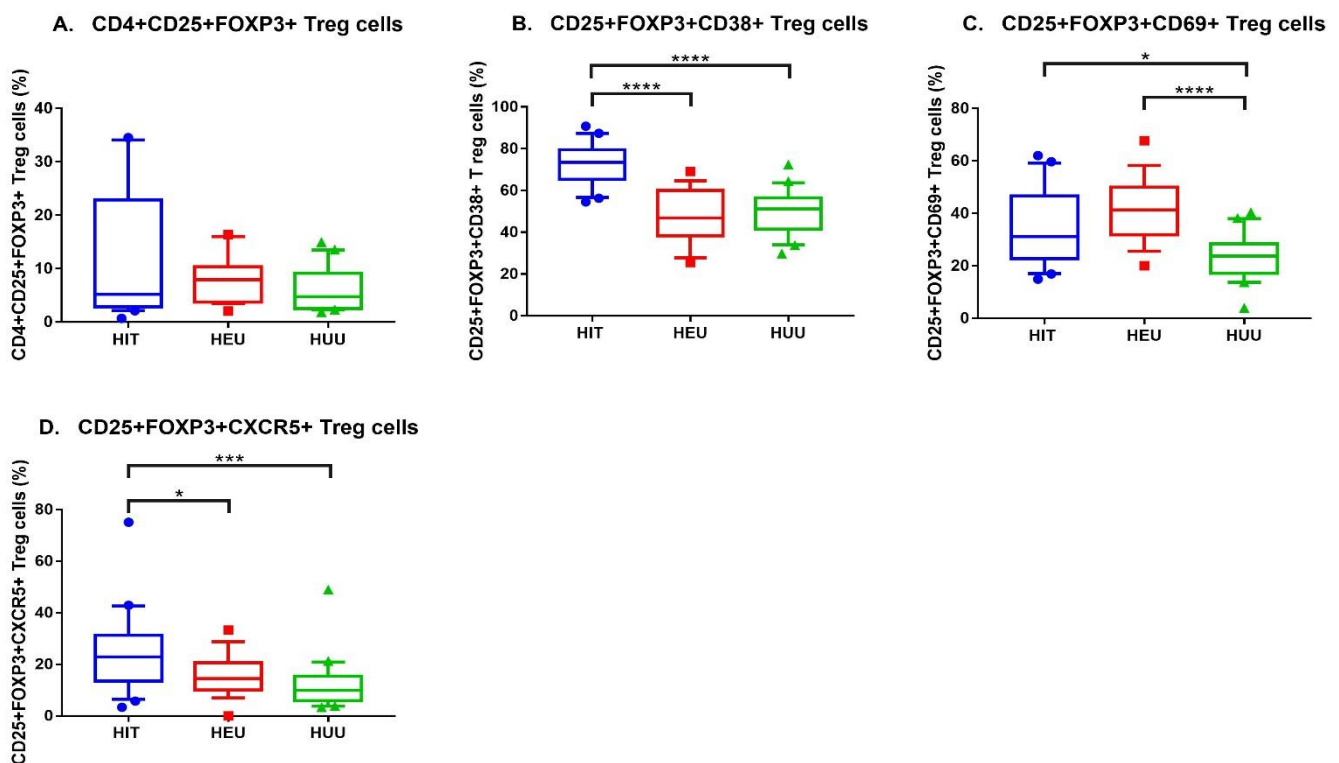 A. CD4+CD25+FOXP3+ Treg cells
CD4+CD25+FOXP3+ Treg cells (%)
40
30
20
10
0
HIT HEU HUU
B. CD25+FOXP3+CD38+ Treg cells
CD25+FOXP3+CD38+ T reg cells (%)
****
****
100
80
60
40
20
0
HIT HEU HUU
C. CD25+FOXP3+CD69+ Treg cells
CD25+FOXP3+CD69+ Treg cells (%)
*
****
80
60
40
20
0
HIT HEU HUU
D. CD25+FOXP3+CXCR5+ Treg cells
CD25+FOXP3+CXCR5+ Treg cells (%)
***
*
80
60
40
20
0
HIT HEU HUU